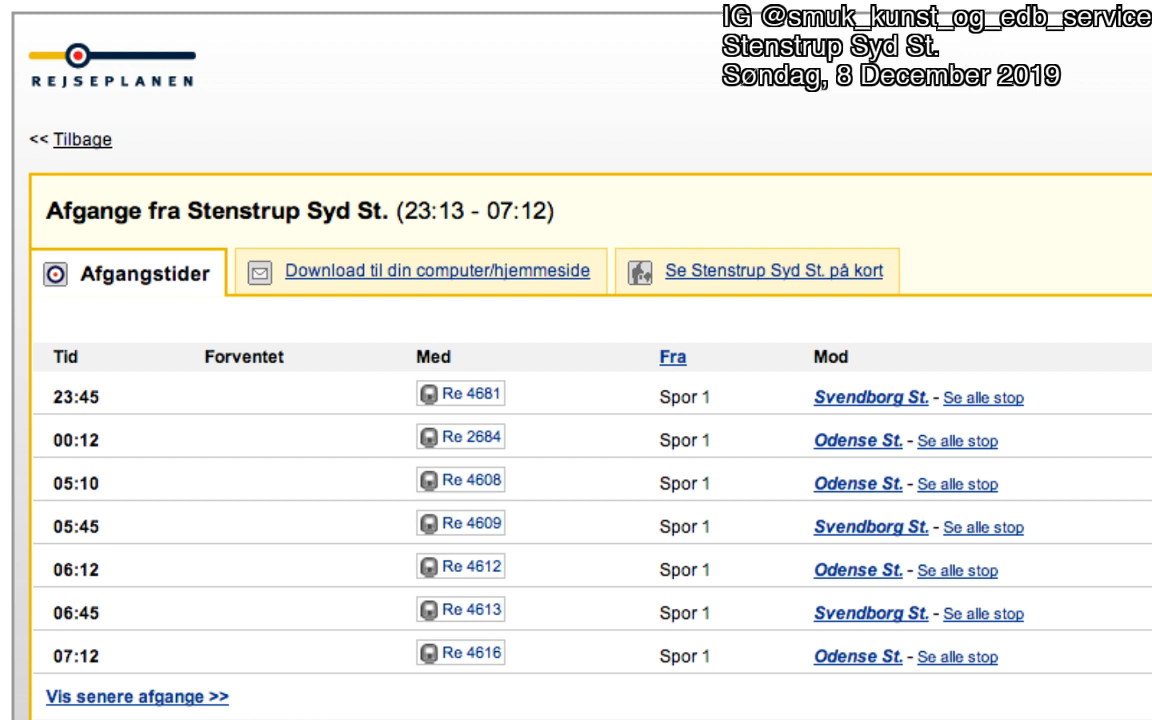 IG @smuk_kunst_og_edb_service
Stenstrup Syd St.
Søndag, 8 December 2019
REJSEPLANEN
<< Tilbage
Afgange fra Stenstrup Syd St. (23:13 - 07:12)
Afgangstider Download til din computer/hjemmeside Se Stenstrup Syd St. på kort
Tid Forventet Med Fra Mod
23:45 Re 4681 Spor 1 Svendborg St. - Se alle stop
00:12 Re 2684 Spor 1 Odense St. - Se alle stop
05:10 Re 4608 Spor 1 Odense St. - Se alle stop
05:45 Re 4609 Spor 1 Svendborg St. - Se alle stop
06:12 Re 4612 Spor 1 Odense St. - Se alle stop
06:45 Re 4613 Spor 1 Svendborg St. - Se alle stop
07:12 Re 4616 Spor 1 Odense St. - Se alle stop
Vis senere afgange >>